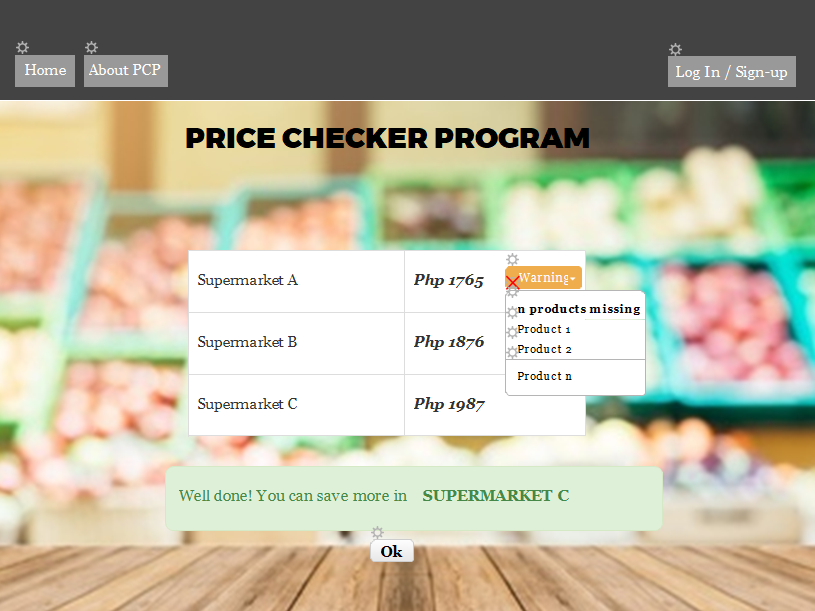 Home
About PCP
Log In / Sign-up
PRICE CHECKER PROGRAM
Supermarket A
Php 1765
Warning
n products missing
Product 1
Product 2
Product n
Supermarket B
Php 1876
Supermarket C
Php 1987
Well done! You can save more in SUPERMARKET C
Ok